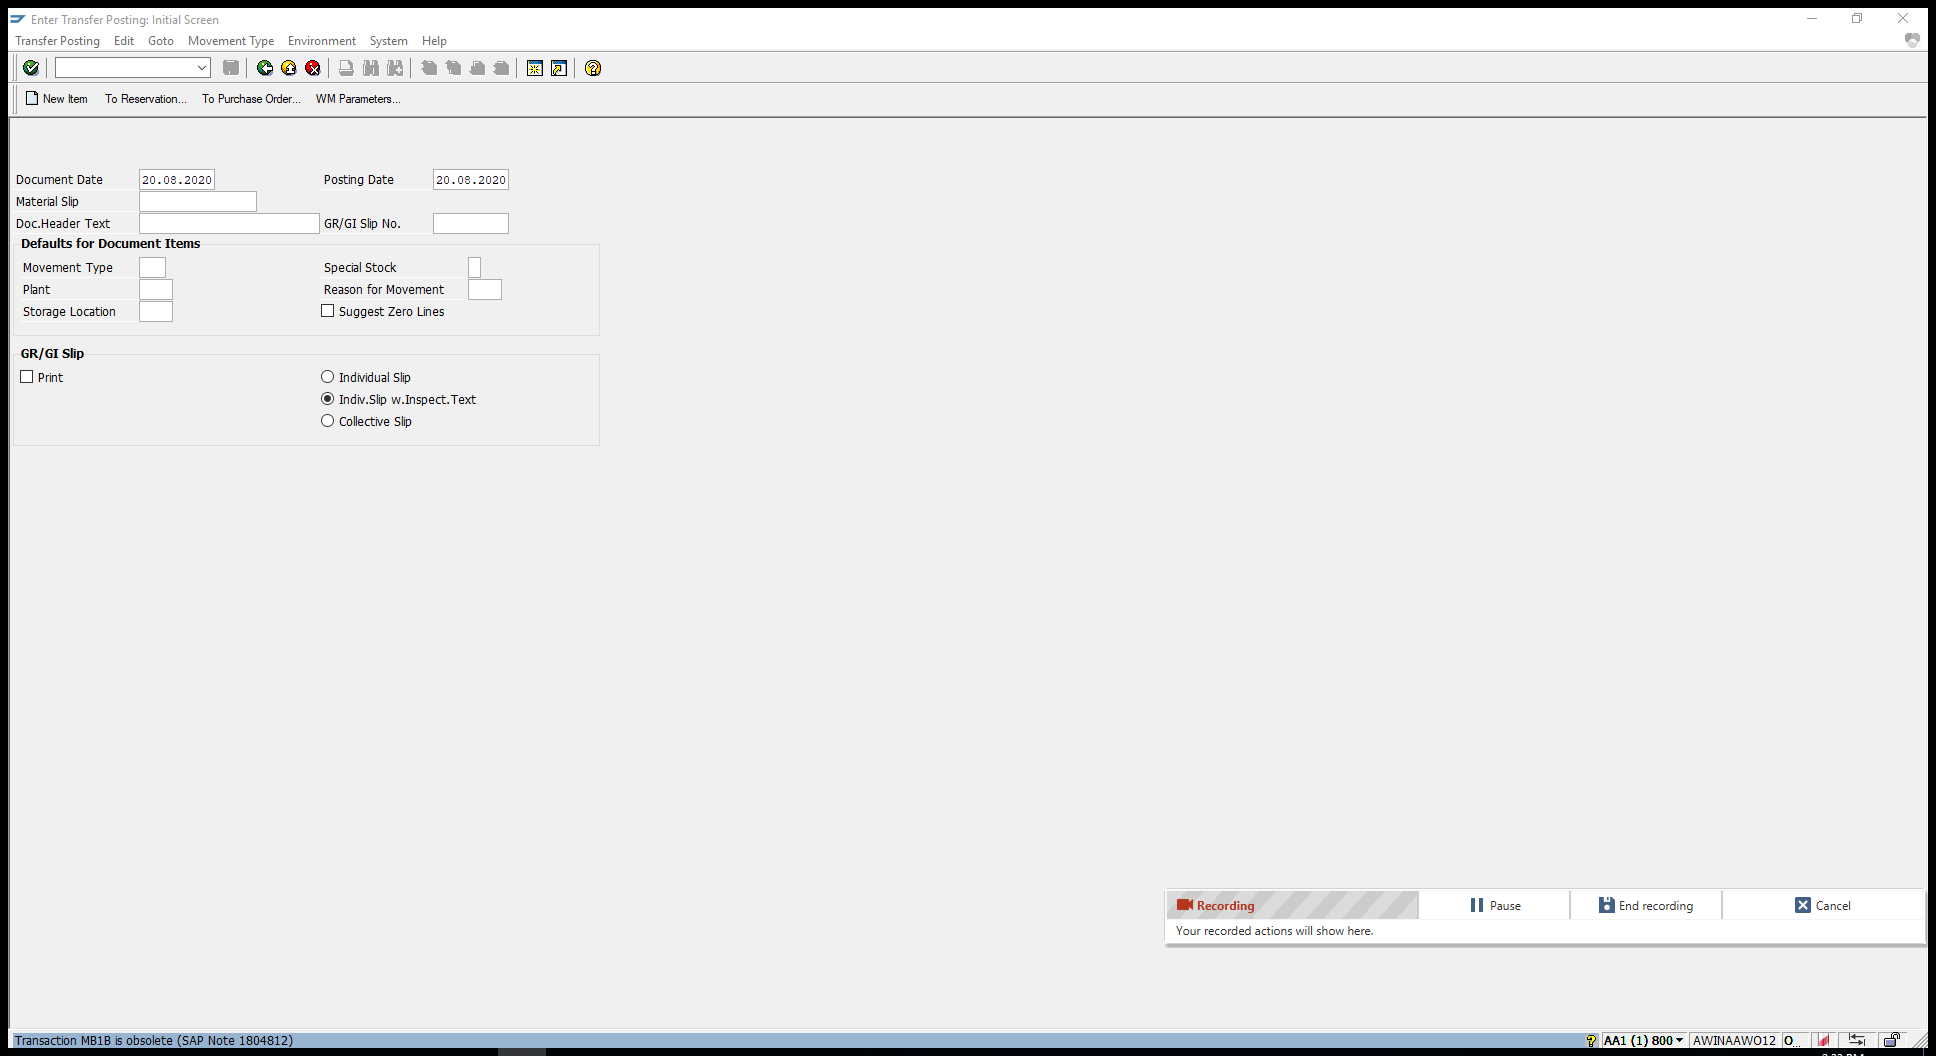 Enter Transfer Posting: Initial Screen
Transfer Posting Edit Goto Movement Type Environment System Help
New Item To Reservation... To Purchase Order... WM Parameters...
Document Date 20.08.2020 Posting Date 20.08.2020
Material Slip
Doc.Header Text GR/GI Slip No.
Defaults for Document Items
Movement Type Special Stock
Plant Reason for Movement
Storage Location Suggest Zero Lines
GR/GI Slip
Print Individual Slip
Indiv.Slip w.Inspect.Text
Collective Slip
Recording Pause End recording Cancel
Your recorded actions will show here.
Transaction MB1B is obsolete (SAP Note 1804812) AA1 (1) 800 AWINAAWO12 O...